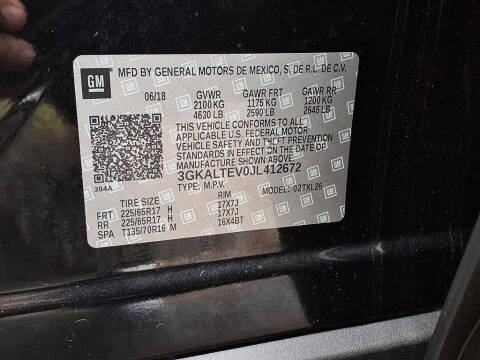 GM
MFD BY GENERAL MOTORS DE MEXICO, S. DE R.L. DE C.V.
06/18 GVWR GAWR FRT GAWR RR
2100 KG 1175 KG 1200 KG
4630 LB 2590 LB 2645 LB
THIS VEHICLE CONFORMS TO ALL
APPLICABLE U.S. FEDERAL MOTOR
VEHICLE SAFETY AND THEFT PREVENTION
STANDARDS IN EFFECT ON THE DATE OF
MANUFACTURE SHOWN ABOVE.
3GKALTEV0JL412672
384A TYPE: M.P.V. 02TXL26
TIRE SIZE RIM
FRT 225/65R17 H 17X7J
RR 225/65R17 H 17X7J
SPA T135/70R16 M 16X4BT